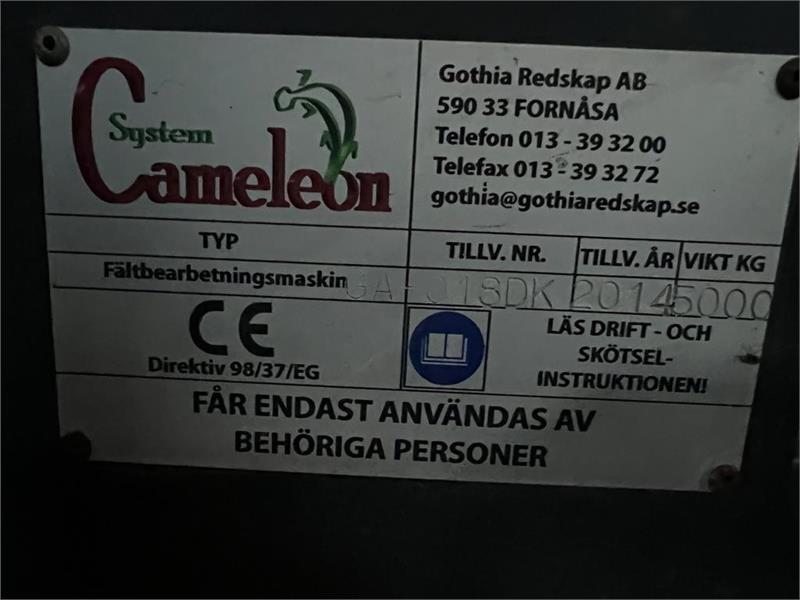 System
Cameleon
Gothia Redskap AB
590 33 FORNÅSA
Telefon 013 - 39 32 00
Telefax 013 - 39 32 72
gothia@gothiaredskap.se
TYP
TILLV. NR.
TILLV. ÅR
VIKT KG
Fältbearbetningsmaskin
2014
5000
CE
Direktiv 98/37/EG
LÄS DRIFT - OCH
SKÖTSEL-
INSTRUKTIONEN!
FÅR ENDAST ANVÄNDAS AV
BEHÖRIGA PERSONER